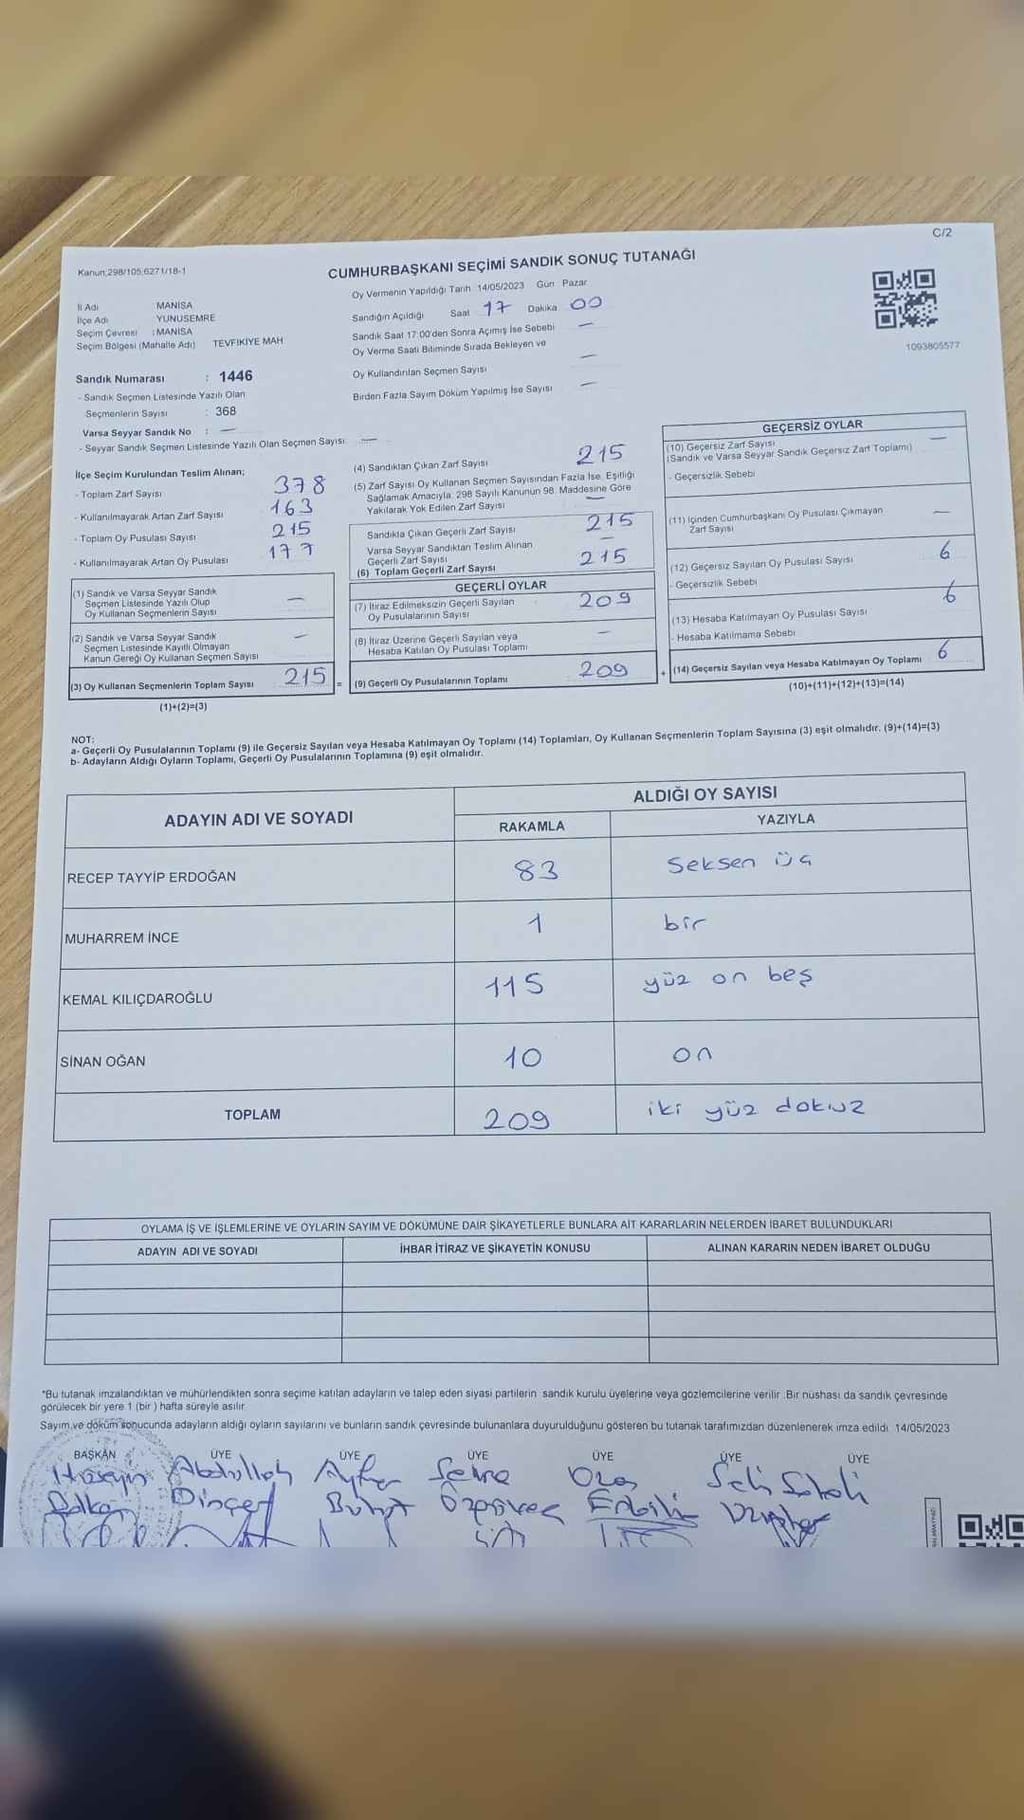 C/2
Kanun;298/105,6271/18-1
CUMHURBAŞKANI SEÇİMİ SANDIK SONUÇ TUTANAĞI
İl Adı MANİSA
İlçe Adı YUNUSEMRE
Seçim Çevresi : MANİSA
Seçim Bölgesi (Mahalle Adı) TEVFİKİYE MAH
Oy Vermenin Yapıldığı Tarih 14/05/2023 Gün Pazar
Sandığın Açıldığı Saat 17 Dakika 00
Sandık Saat 17:00'den Sonra Açımış İse Sebebi —
Oy Verme Saati Bitiminde Sırada Bekleyen ve
Oy Kullandırılan Seçmen Sayısı —
Birden Fazla Sayım Döküm Yapılmış İse Sayısı —
1093805577
Sandık Numarası : 1446
- Sandık Seçmen Listesinde Yazılı Olan
Seçmenlerin Sayısı : 368
Varsa Seyyar Sandık No : —
- Seyyar Sandık Seçmen Listesinde Yazılı Olan Seçmen Sayısı: —
İlçe Seçim Kurulundan Teslim Alınan;
- Toplam Zarf Sayısı 378
- Kullanılmayarak Artan Zarf Sayısı 163
- Toplam Oy Pusulası Sayısı 215
- Kullanılmayarak Artan Oy Pusulası 177
(1) Sandık ve Varsa Seyyar Sandık
Seçmen Listesinde Yazılı Olup
Oy Kullanan Seçmenlerin Sayısı —
(2) Sandık ve Varsa Seyyar Sandık
Seçmen Listesinde Kayıtlı Olmayan
Kanun Gereği Oy Kullanan Seçmen Sayısı —
(3) Oy Kullanan Seçmenlerin Toplam Sayısı 215 =
(1)+(2)=(3)
(4) Sandıktan Çıkan Zarf Sayısı 215
(5) Zarf Sayısı Oy Kullanan Seçmen Sayısından Fazla İse, Eşitliği
Sağlamak Amacıyla, 298 Sayılı Kanunun 98. Maddesine Göre
Yakılarak Yok Edilen Zarf Sayısı —
Sandıkta Çıkan Geçerli Zarf Sayısı 215
Varsa Seyyar Sandıktan Teslim Alınan
Geçerli Zarf Sayısı —
(6) Toplam Geçerli Zarf Sayısı 215
GEÇERLİ OYLAR
(7) İtiraz Edilmeksizin Geçerli Sayılan
Oy Pusulalarının Sayısı 209
(8) İtiraz Üzerine Geçerli Sayılan veya
Hesaba Katılan Oy Pusulası Toplamı —
(9) Geçerli Oy Pusulalarının Toplamı 209 +
GEÇERSİZ OYLAR
(10) Geçersiz Zarf Sayısı —
(Sandık ve Varsa Seyyar Sandık Geçersiz Zarf Toplamı)
- Geçersizlik Sebebi
(11) İçinden Cumhurbaşkanı Oy Pusulası Çıkmayan
Zarf Sayısı —
(12) Geçersiz Sayılan Oy Pusulası Sayısı 6
- Geçersizlik Sebebi
6
(13) Hesaba Katılmayan Oy Pusulası Sayısı
- Hesaba Katılmama Sebebi
(14) Geçersiz Sayılan veya Hesaba Katılmayan Oy Toplamı 6
(10)+(11)+(12)+(13)=(14)
NOT:
a- Geçerli Oy Pusulalarının Toplamı (9) ile Geçersiz Sayılan veya Hesaba Katılmayan Oy Toplamı (14) Toplamları, Oy Kullanan Seçmenlerin Toplam Sayısına (3) eşit olmalıdır. (9)+(14)=(3)
b- Adayların Aldığı Oyların Toplamı, Geçerli Oy Pusulalarının Toplamına (9) eşit olmalıdır.
ADAYIN ADI VE SOYADI ALDIĞI OY SAYISI
RAKAMLA YAZIYLA
RECEP TAYYİP ERDOĞAN 83 seksen üç
MUHARREM İNCE 1 bir
KEMAL KILIÇDAROĞLU 115 yüz on beş
SİNAN OĞAN 10 on
TOPLAM 209 iki yüz dokuz
OYLAMA İŞ VE İŞLEMLERİNE VE OYLARIN SAYIM VE DÖKÜMÜNE DAİR ŞİKAYETLERLE BUNLARA AİT KARARLARIN NELERDEN İBARET BULUNDUKLARI
ADAYIN ADI VE SOYADI İHBAR İTİRAZ VE ŞİKAYETİN KONUSU ALINAN KARARIN NEDEN İBARET OLDUĞU
*Bu tutanak imzalandıktan ve mühürlendikten sonra seçime katılan adayların ve talep eden siyasi partilerin sandık kurulu üyelerine veya gözlemcilerine verilir .Bir nüshası da sandık çevresinde
görülecek bir yere 1 (bir) hafta süreyle asılır
Sayım ve döküm sonucunda adayların aldığı oyların sayılarını ve bunların sandık çevresinde bulunanlara duyurulduğunu gösteren bu tutanak tarafımızdan düzenlenerek imza edildi. 14/05/2023
BAŞKAN ÜYE ÜYE ÜYE ÜYE ÜYE ÜYE
Hüseyin Abdullah Ayhan Ozan